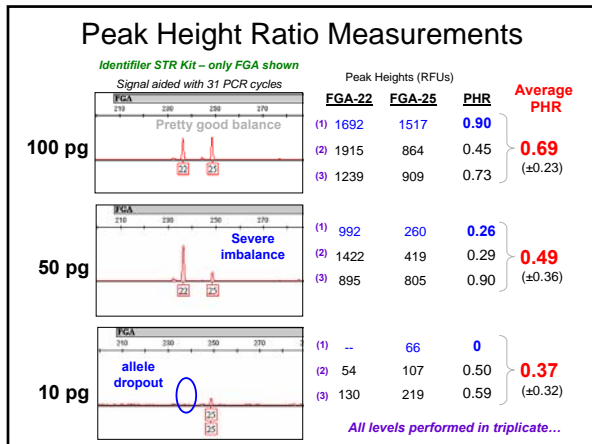 Peak Height Ratio Measurements
Identifiler STR Kit – only FGA shown
Signal aided with 31 PCR cycles
Peak Heights (RFUs)
FGA-22 FGA-25 PHR
Average
PHR
100 pg
FGA
210 230 250 270
Pretty good balance
22 25
(1) 1692 1517 0.90
(2) 1915 864 0.45
(3) 1239 909 0.73
0.69
(±0.23)
50 pg
FGA
210 230 250 270
Severe
imbalance
22 25
(1) 992 260 0.26
(2) 1422 419 0.29
(3) 895 805 0.90
0.49
(±0.36)
10 pg
FGA
210 230 250 270
allele
dropout
25
25
(1) -- 66 0
(2) 54 107 0.50
(3) 130 219 0.59
0.37
(±0.32)
All levels performed in triplicate…